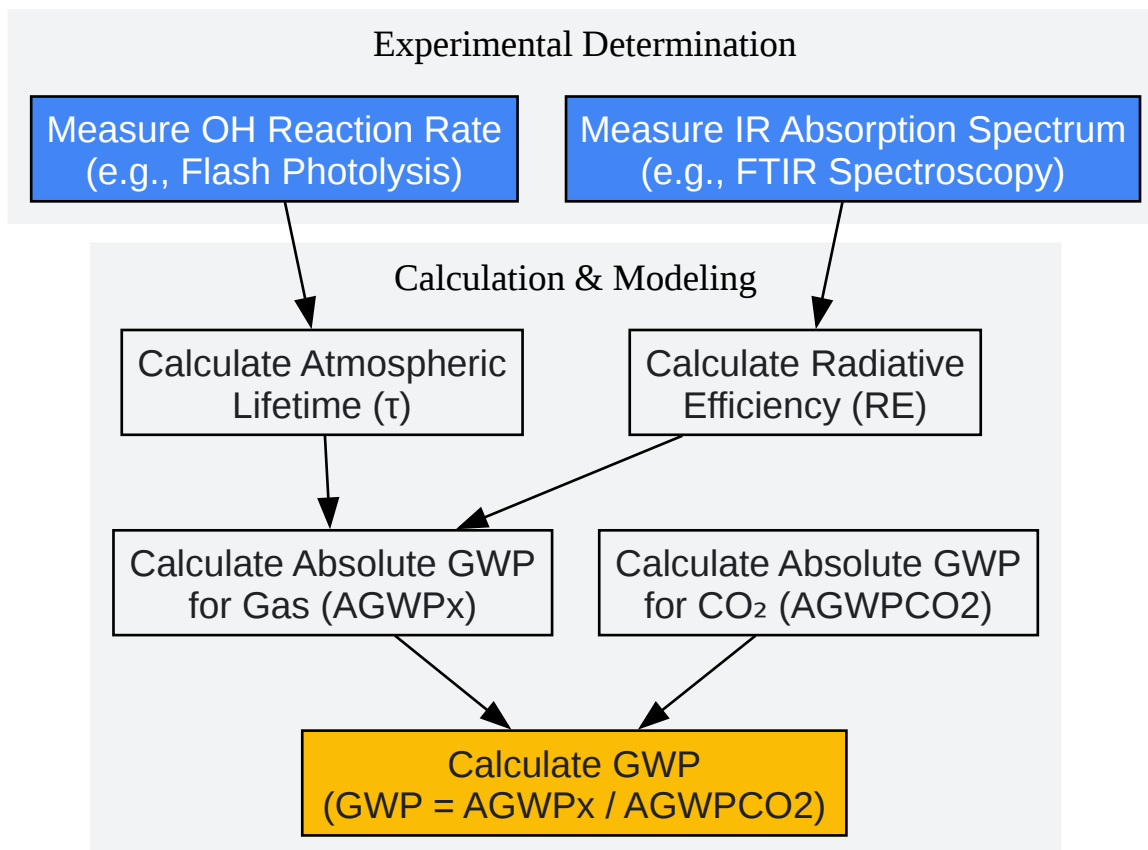 Experimental Determination
Measure OH Reaction Rate
(e.g., Flash Photolysis)
Measure IR Absorption Spectrum
(e.g., FTIR Spectroscopy)
Calculation & Modeling
Calculate Atmospheric
Lifetime (τ)
Calculate Radiative
Efficiency (RE)
Calculate Absolute GWP
for Gas (AGWPx)
Calculate Absolute GWP
for CO₂ (AGWPCO2)
Calculate GWP
(GWP = AGWPx / AGWPCO2)